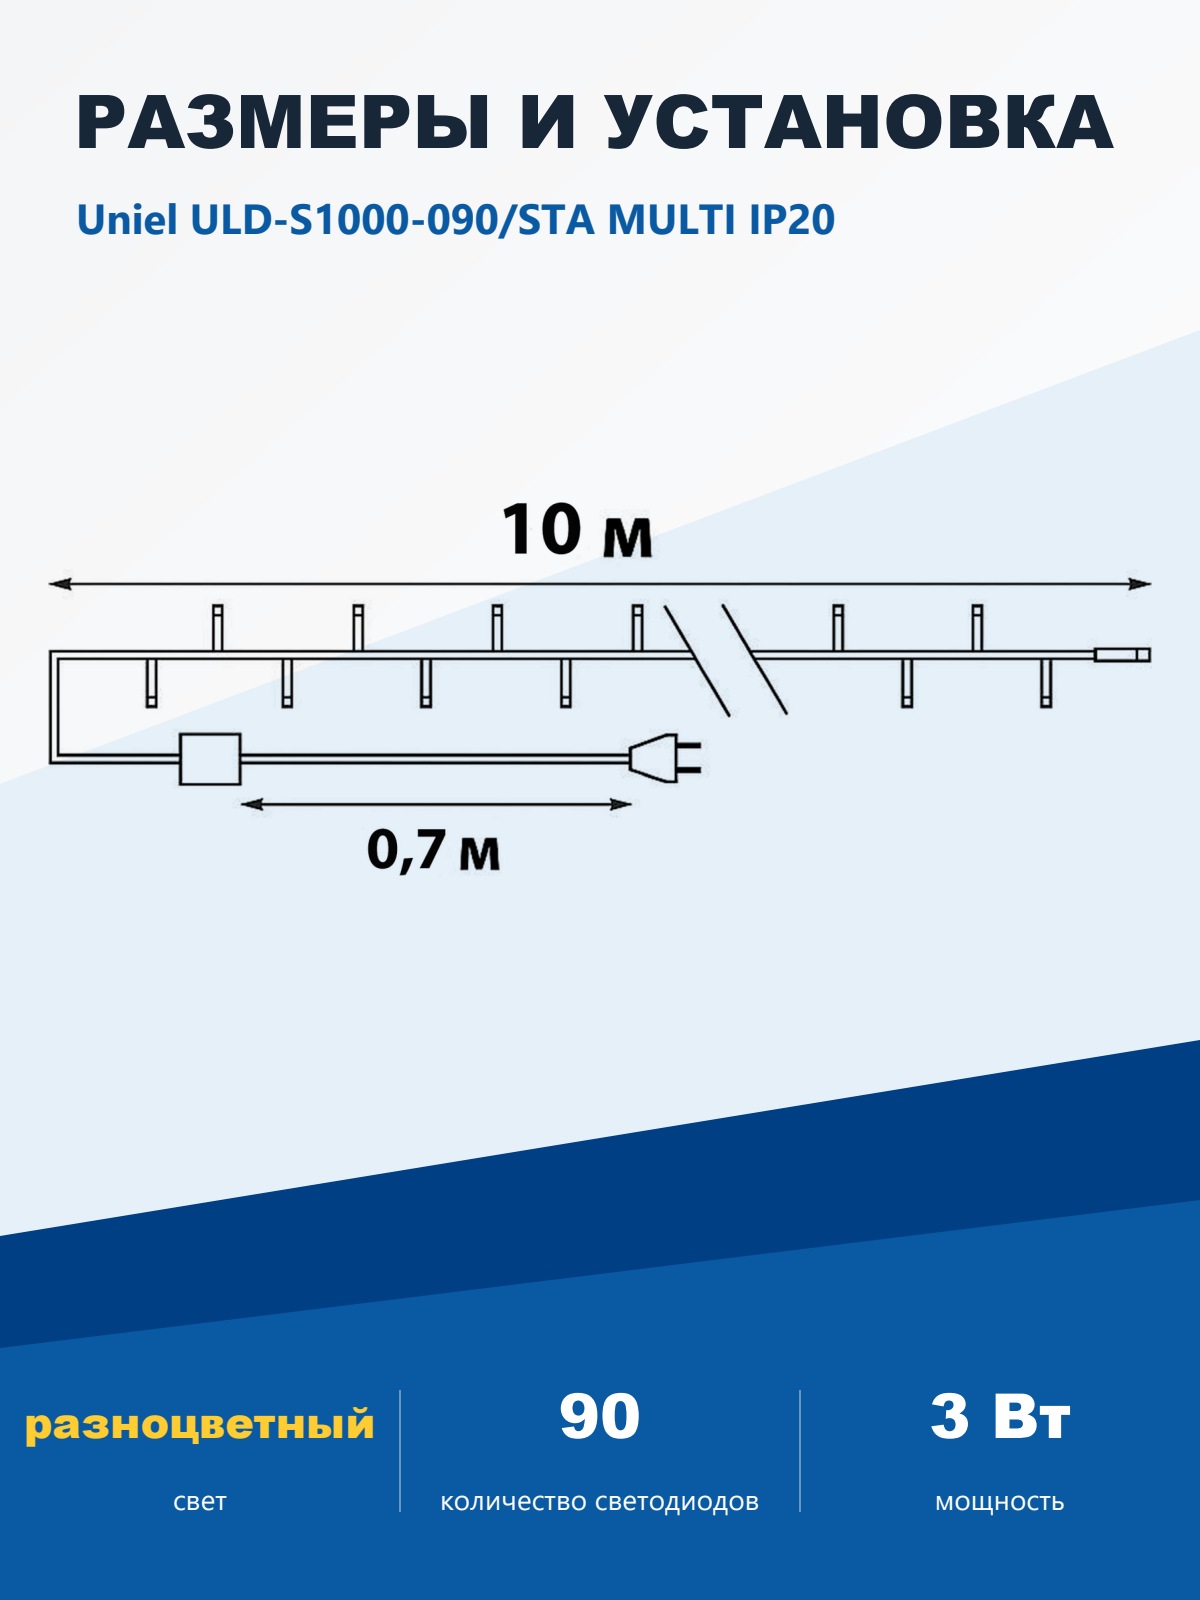 РАЗМЕРЫ И УСТАНОВКА
Uniel ULD-S1000-090/STA MULTI IP20
10 м
0,7 м
разноцветный
свет
90
количество светодиодов
3 Вт
мощность